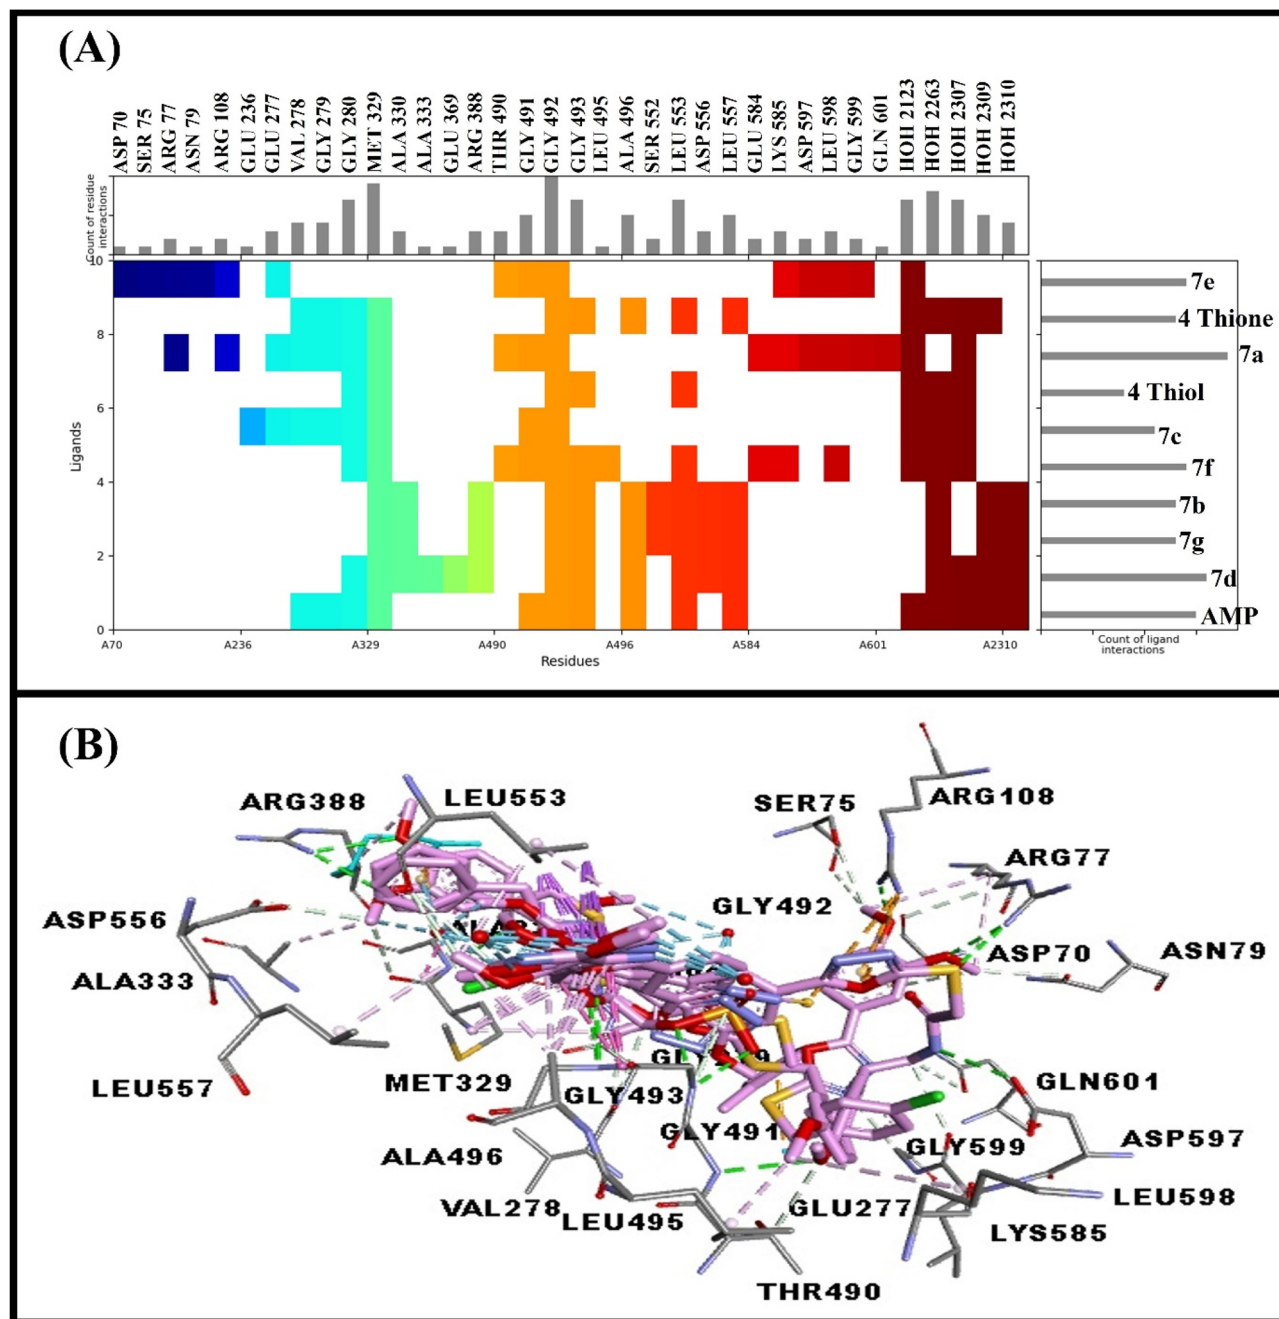 (A)
ASP 70
SER 75
ARG 77
ASN 79
ARG 108
GLU 236
GLU 277
VAL 278
GLY 279
GLY 280
MET 329
ALA 330
ALA 333
GLU 369
ARG 388
THR 490
GLY 491
GLY 492
GLY 493
LEU 495
ALA 496
SER 552
LEU 553
ASP 556
LEU 557
GLU 584
LYS 585
ASP 597
LEU 598
GLY 599
GLN 601
HOH 2123
HOH 2263
HOH 2307
HOH 2309
HOH 2310
Count of residue
interactions
10
8
6
4
2
0
Ligands
7e
4 Thione
7a
4 Thiol
7c
7f
7b
7g
7d
AMP
A70
A236
A329
A490
A496
A584
A601
A2310
Residues
Count of ligand
interactions
(B)
ARG388
LEU553
SER75
ARG108
ARG77
GLY492
ASP556
ASP70
ASN79
ALA333
LEU557
MET329
GLY493
GLN601
GLY491
GLY599
ASP597
ALA496
VAL278
LEU495
GLU277
LEU598
LYS585
THR490